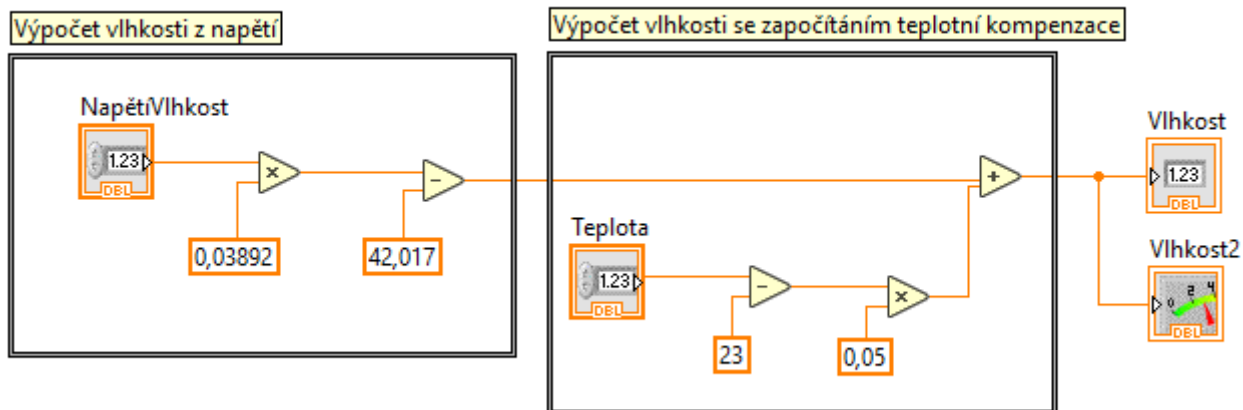 Výpočet vlhkosti z napětí
Výpočet vlhkosti se započítáním teplotní kompenzace
NapětíVlhkost
1.23
DBL
×
−
0,03892
42,017
Teplota
1.23
DBL
−
×
23
0,05
+
Vlhkost
1.23
DBL
Vlhkost2
0 2 4
DBL